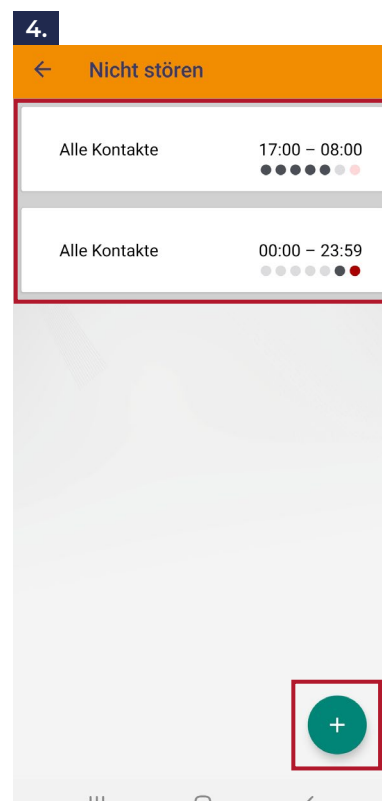 4.
Nicht stören
Alle Kontakte 17:00 – 08:00
Alle Kontakte 00:00 – 23:59